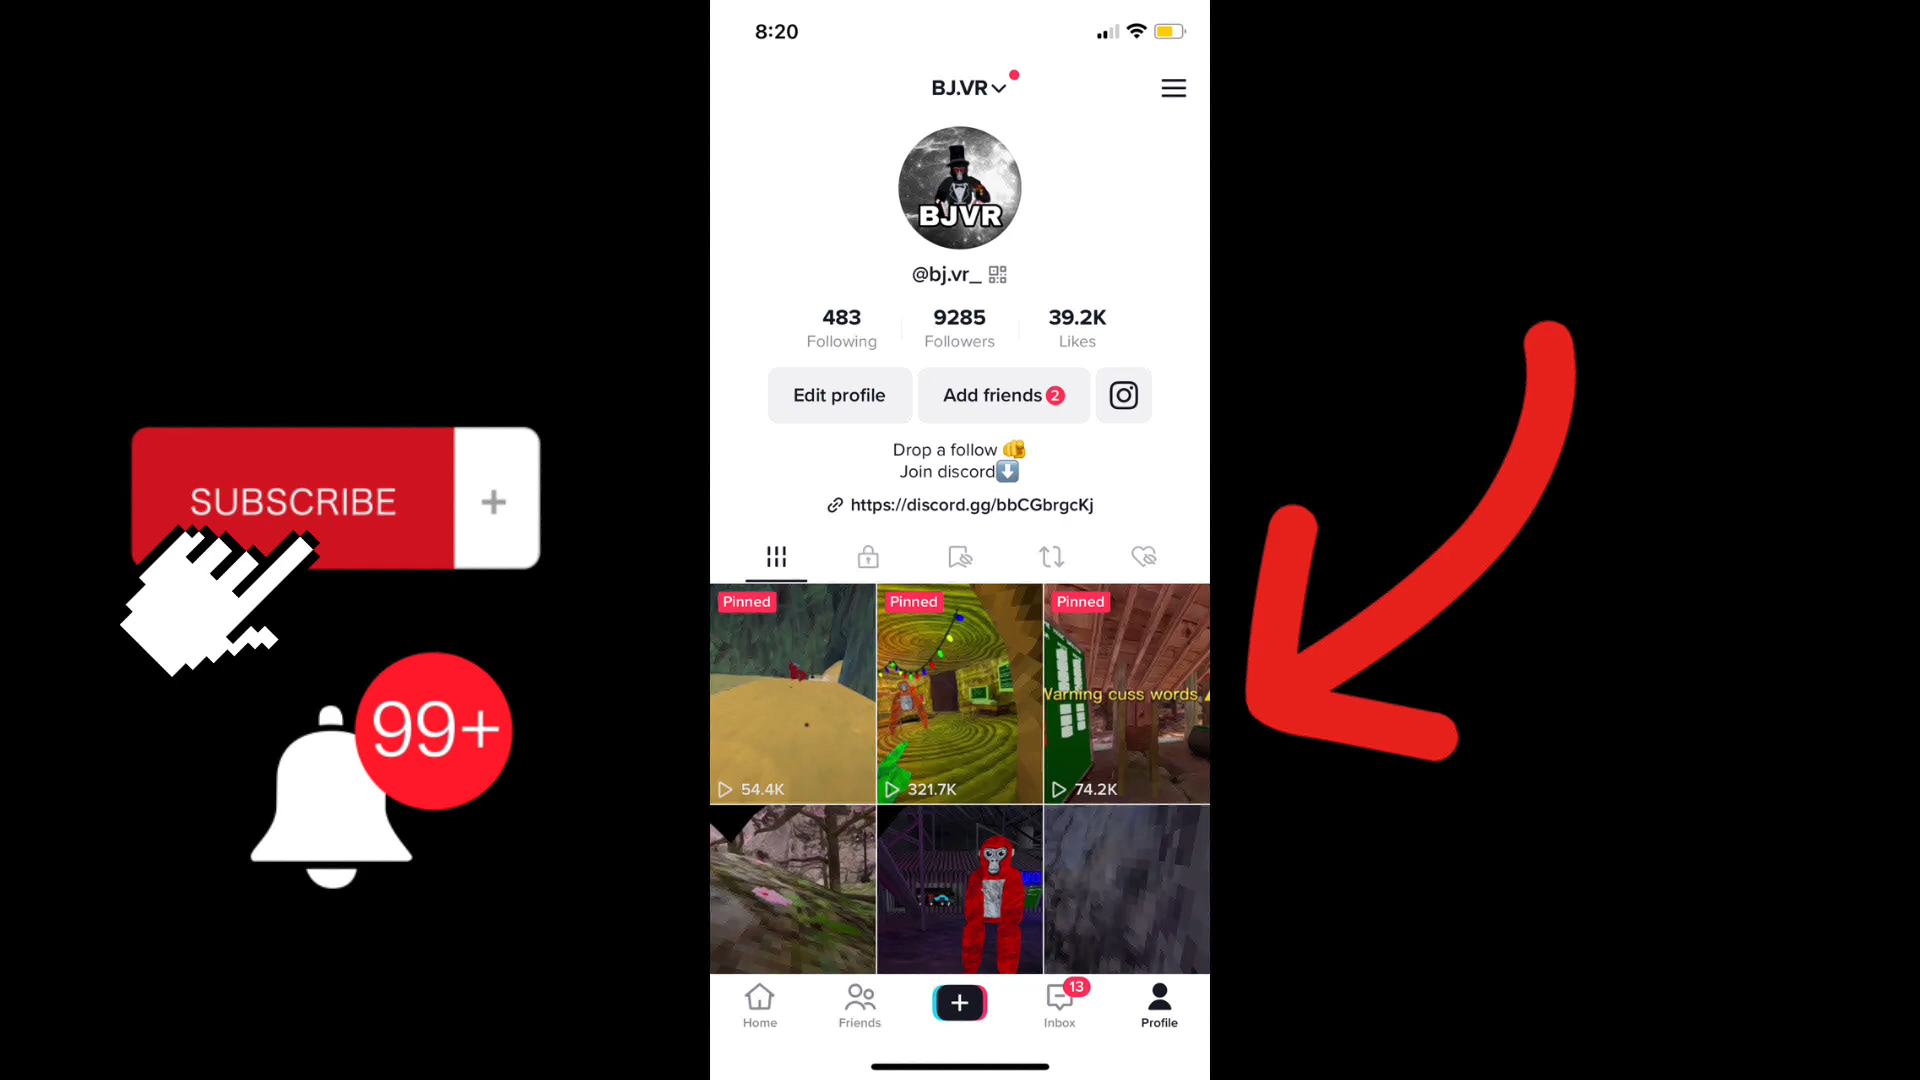 8:20
BJ.VR
BJVR
@bj.vr_
483
Following
9285
Followers
39.2K
Likes
Edit profile
Add friends 2
Drop a follow 🫵
Join discord⬇️
https://discord.gg/bbCGbrgcKj
SUBSCRIBE
+
99+
Pinned
Pinned
Pinned
Warning cuss words
54.4K
321.7K
74.2K
Home
Friends
13
Inbox
Profile